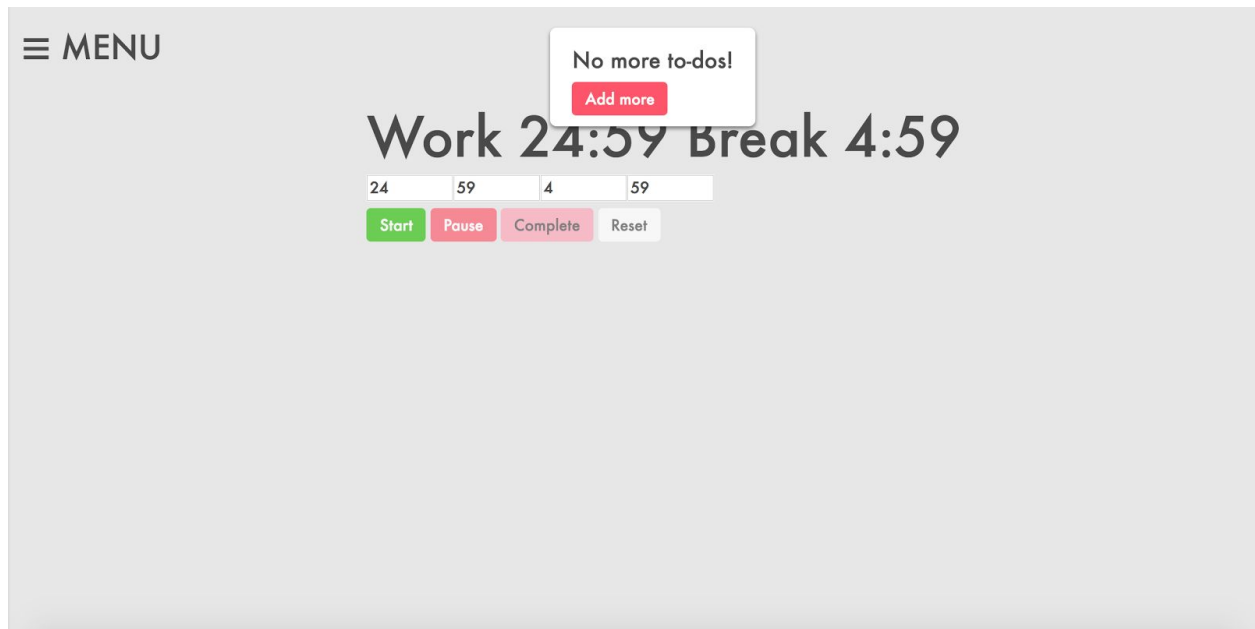 ☰ MENU
No more to-dos!
Add more
Work 24:59 Break 4:59
24 59 4 59
Start Pause Complete Reset